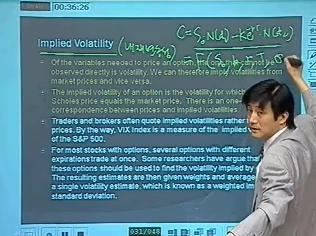 00:36:26
Implied Volatility
C=S₀N(d₁)-Ke^-rT N(d₂)
Of the variables needed to price an option, the one that cannot be
observed directly is volatility. We can therefore imply volatilities from
market prices and vice versa.
The implied volatility of an option is the volatility for which
Scholes price equals the market price. There is an one-
correspondence between prices and implied volatilities
Traders and brokers often quote implied volatilities rather
prices. By the way, VIX Index is a measure of the implied
of the S&P 500.
For most stocks with options, several options with different
expirations trade at once. Some researchers have argue tha
these options should be used to find the volatility implied by
The resulting estimates are then given weights and average
a single volatility estimate, which is known as a weighted im
standard deviation.
031/048